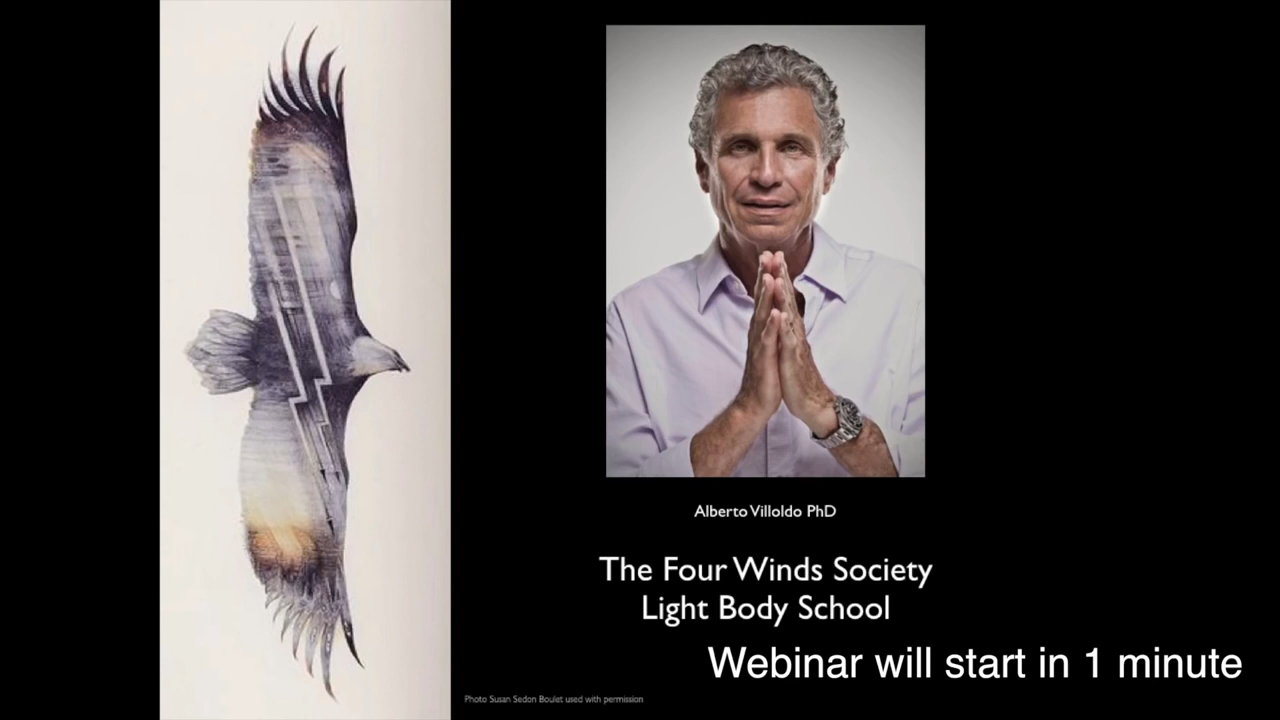 Alberto Villoldo PhD
The Four Winds Society
Light Body School
Webinar will start in 1 minute
Photo Susan Sedon Boulet used with permission